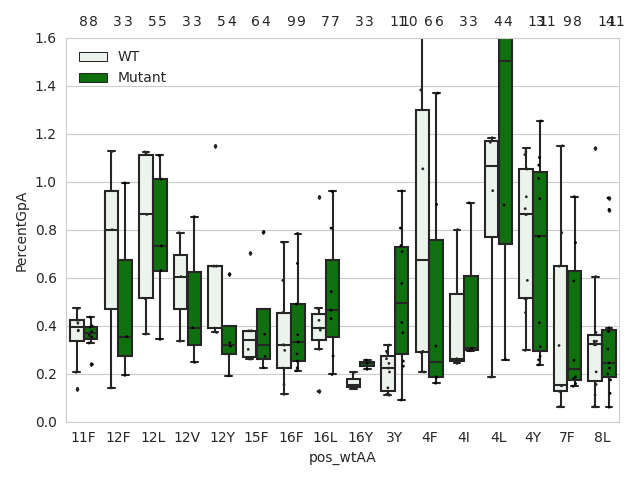 8 8 3 3 5 5 3 3 5 4 6 4 9 9 7 7 3 3 11 10 6 6 3 3 4 4 13 11 9 8 14 11
1.6
WT
Mutant
1.4
1.2
1.0
0.8
0.6
0.4
0.2
0.0
PercentGpA
11F 12F 12L 12V 12Y 15F 16F 16L 16Y 3Y 4F 4I 4L 4Y 7F 8L
pos_wtAA